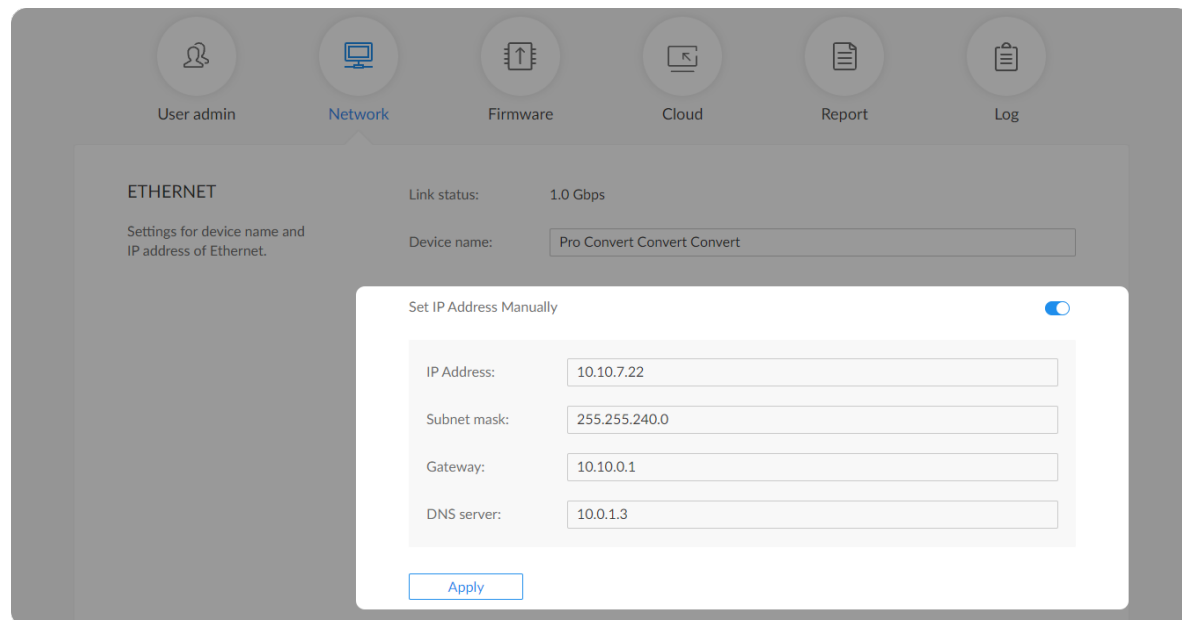 User admin
Network
Firmware
Cloud
Report
Log
ETHERNET
Settings for device name and
IP address of Ethernet.
Link status: 1.0 Gbps
Device name: Pro Convert Convert Convert
Set IP Address Manually
IP Address: 10.10.7.22
Subnet mask: 255.255.240.0
Gateway: 10.10.0.1
DNS server: 10.0.1.3
Apply